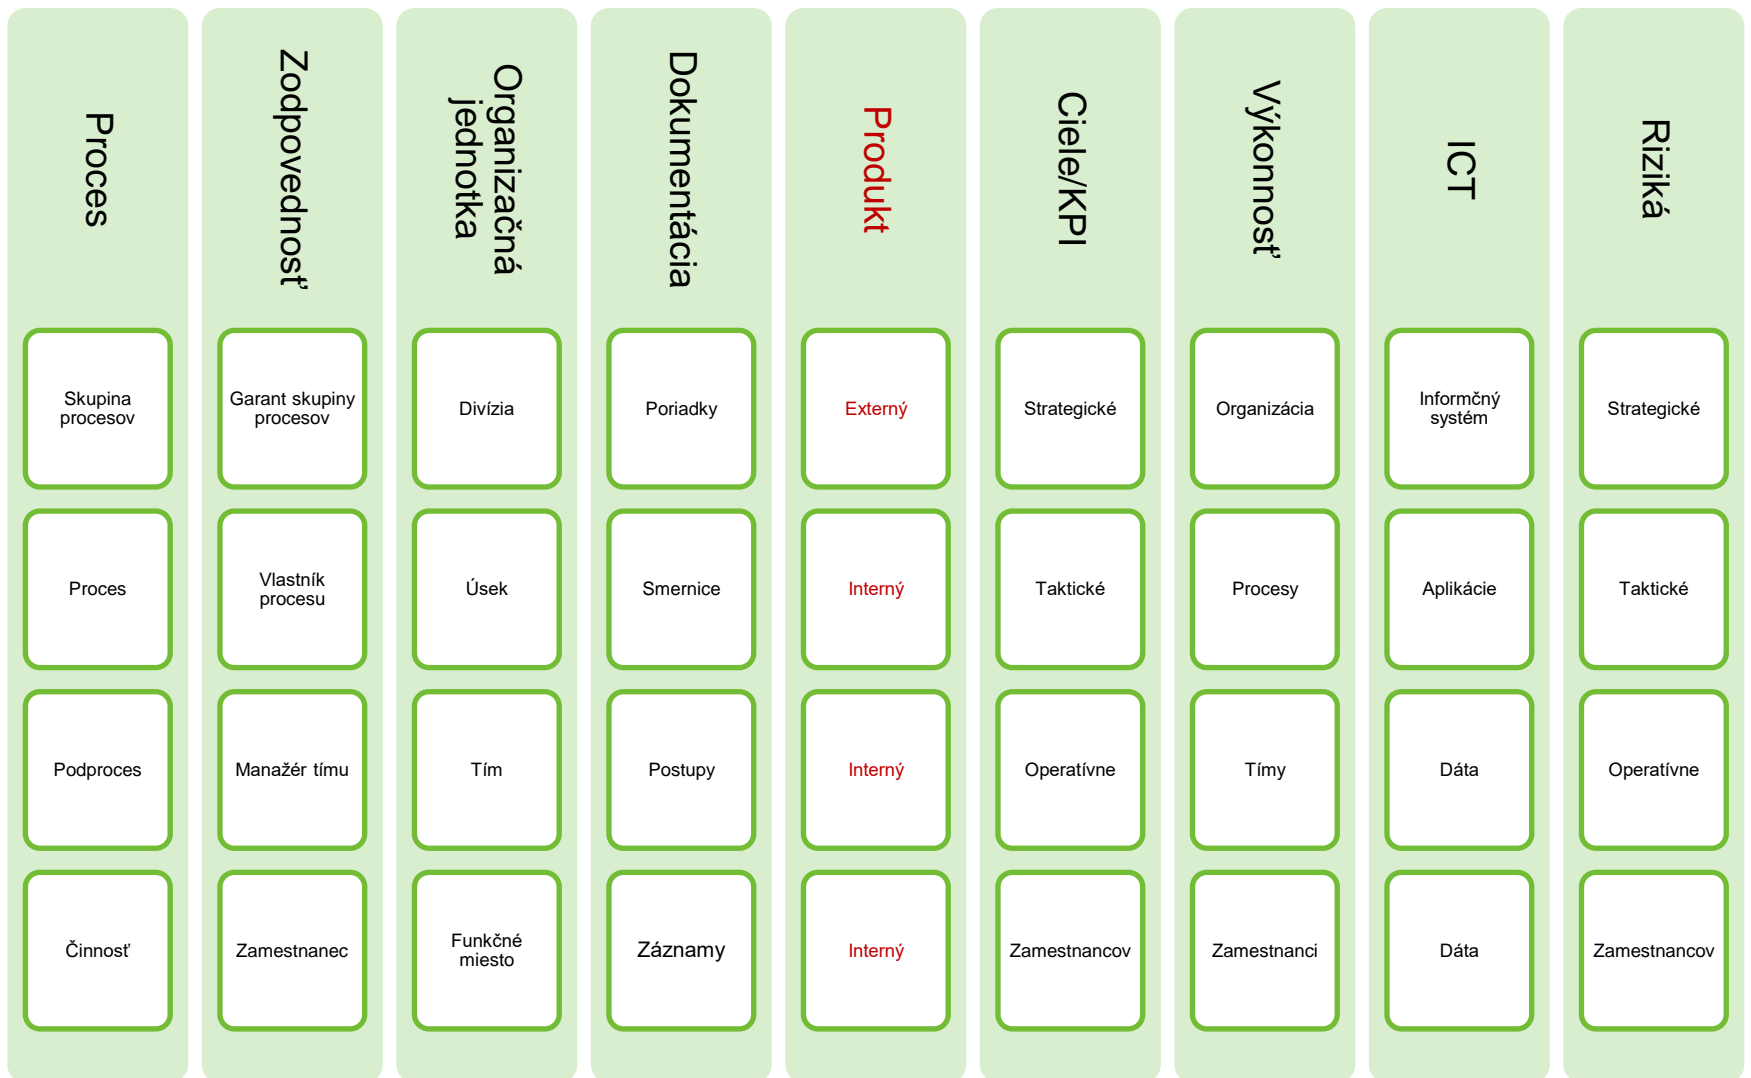 Proces
Zodpovednosť
Organizačná
jednotka
Dokumentácia
Produkt
Ciele/KPI
Výkonnosť
ICT
Riziká
Skupina
procesov
Garant skupiny
procesov
Divízia
Poriadky
Externý
Strategické
Organizácia
Informčný
systém
Strategické
Proces
Vlastník
procesu
Úsek
Smernice
Interný
Taktické
Procesy
Aplikácie
Taktické
Podproces
Manažér tímu
Tím
Postupy
Interný
Operatívne
Tímy
Dáta
Operatívne
Činnosť
Zamestnanec
Funkčné
miesto
Záznamy
Interný
Zamestnancov
Zamestnanci
Dáta
Zamestnancov